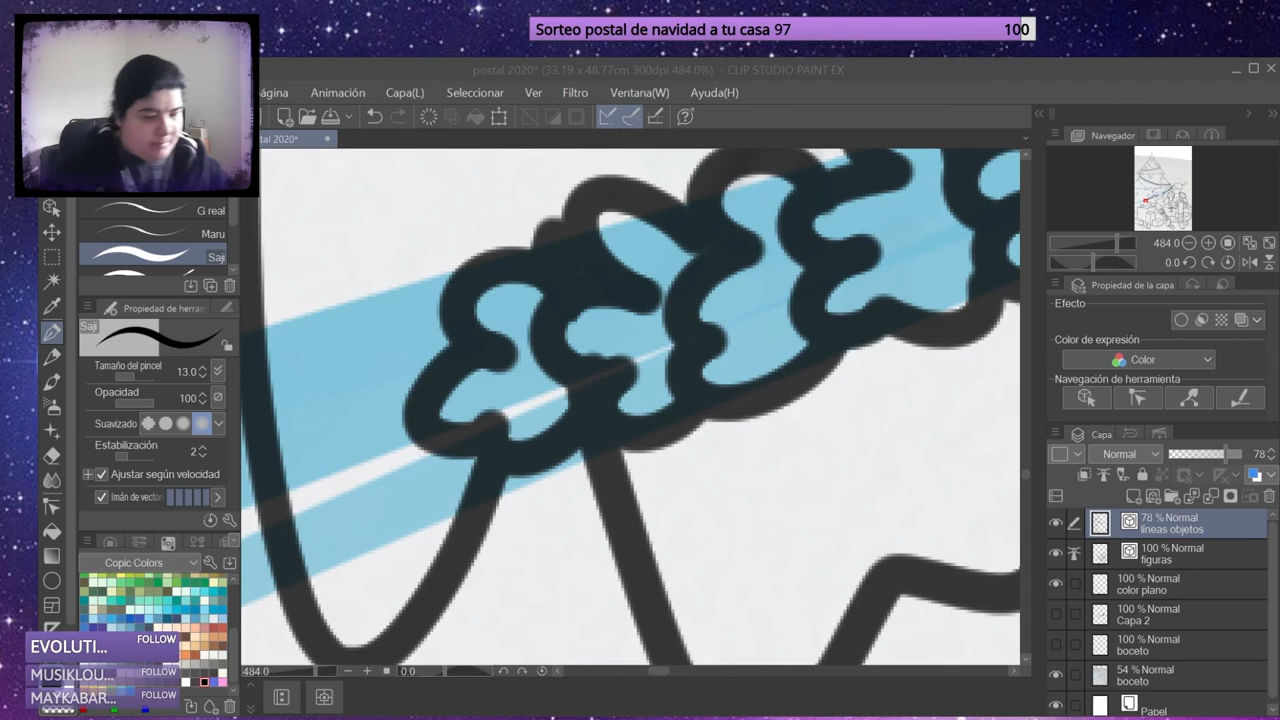 Sorteo postal de navidad a tu casa 97 100
postal 2020* (33.19 x 48.77cm 300dpi 484.0%) - CLIP STUDIO PAINT EX
ágina Animación Capa(L) Seleccionar Ver Filtro Ventana(W) Ayuda(H)
tal 2020*
Navegador
G real
Maru
Saji
484.0
0.0
Propiedad de la capa
Propiedad de herrar
Efecto
Saji
Color de expresión
Color
Tamaño del pincel 13.0
Navegación de herramienta
Opacidad 100
Suavizado
Estabilización
2
Capa
Normal 78
Ajustar según velocidad
Imán de vector
78 % Normal
líneas objetos
100 % Normal
figuras
Copic Colors
100 % Normal
color plano
100 % Normal
Capa 2
100 % Normal
boceto
54 % Normal
boceto
Papel
EVOLUTI... FOLLOW
MUSIKLOU... FOLLOW
MAYKABAR... FOLLOW
484.0 0.0